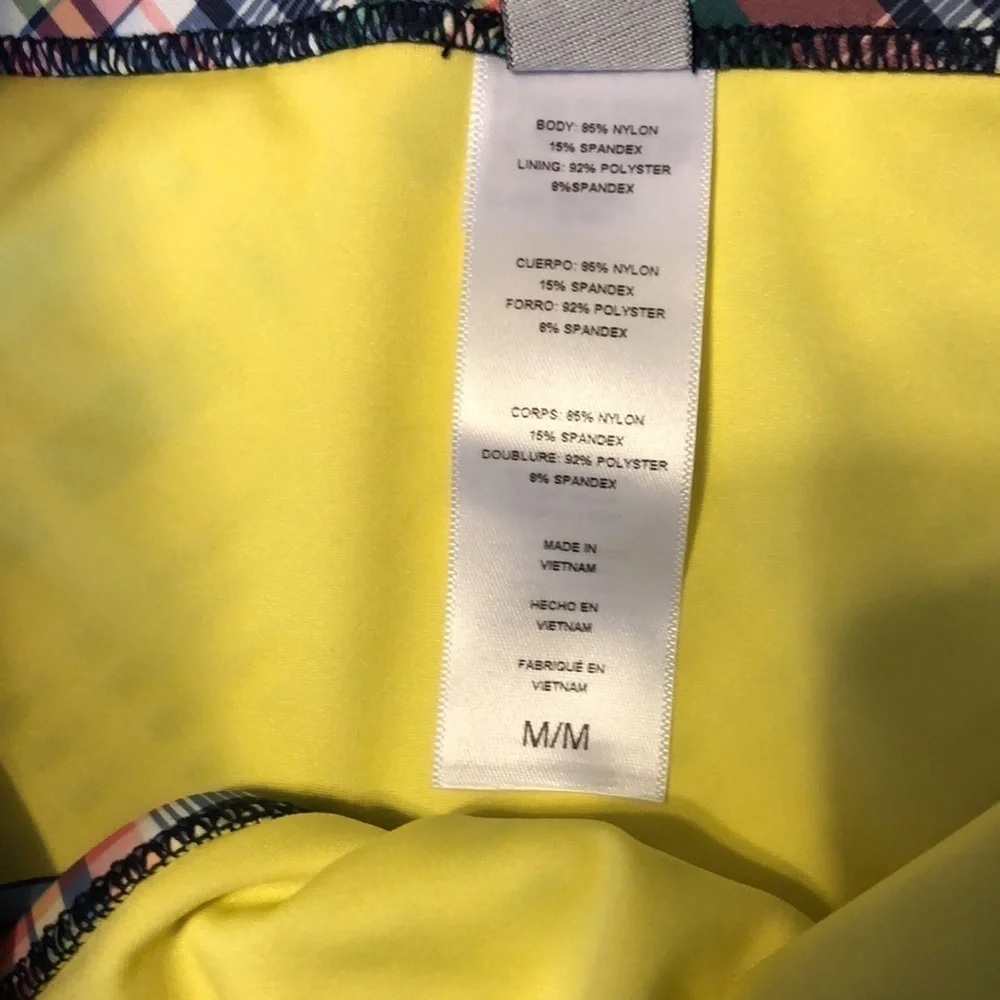 BODY: 85% NYLON
15% SPANDEX
LINING: 92% POLYSTER
8%SPANDEX
CUERPO: 85% NYLON
15% SPANDEX
FORRO: 92% POLYSTER
8% SPANDEX
CORPS: 85% NYLON
15% SPANDEX
DOUBLURE: 92% POLYSTER
8% SPANDEX
MADE IN
VIETNAM
HECHO EN
VIETNAM
FABRIQUÉ EN
VIETNAM
M/M